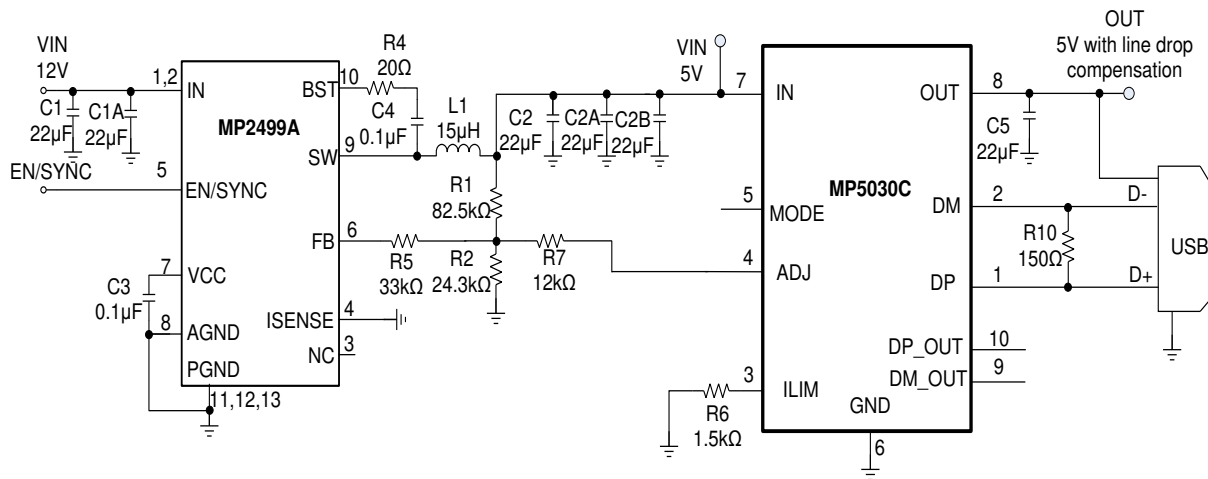 VIN
12V
C1
22µF
C1A
22µF
EN/SYNC
1,2
IN
MP2499A
5
EN/SYNC
7
VCC
C3
0.1µF
8
AGND
PGND
11,12,13
BST
10
SW
9
FB
6
ISENSE
4
NC
3
R4
20Ω
C4
0.1µF
L1
15µH
R1
82.5kΩ
R5
33kΩ
R2
24.3kΩ
R7
12kΩ
C2
22µF
C2A
22µF
C2B
22µF
VIN
5V
7
IN
MP5030C
5
MODE
4
ADJ
3
ILIM
R6
1.5kΩ
GND
6
OUT
8
DM
2
DP
1
DP_OUT
10
DM_OUT
9
OUT
5V with line drop
compensation
C5
22µF
R10
150Ω
D-
D+
USB